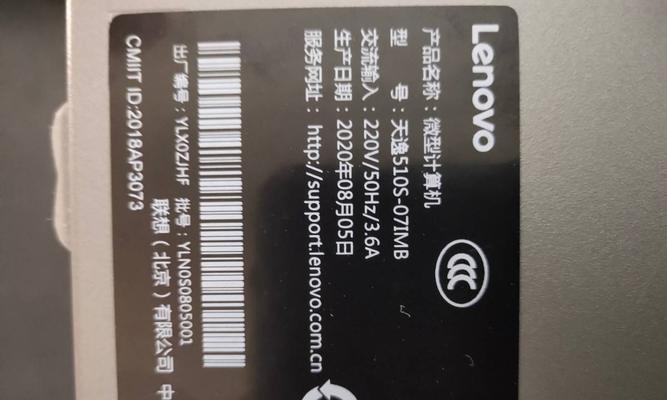 Lenovo
产品名称：微型计算机
型　号：天逸510S-07IMB
交流输入：220V/50Hz/3.6A
生产日期：2020年08月05日
服务网址：http://support.lenovo.com.cn
出厂编号：YLX0ZJHF 批号：YLN0S0805001
联想（北京）有限公司 中
CMIIT ID:2018AP3073